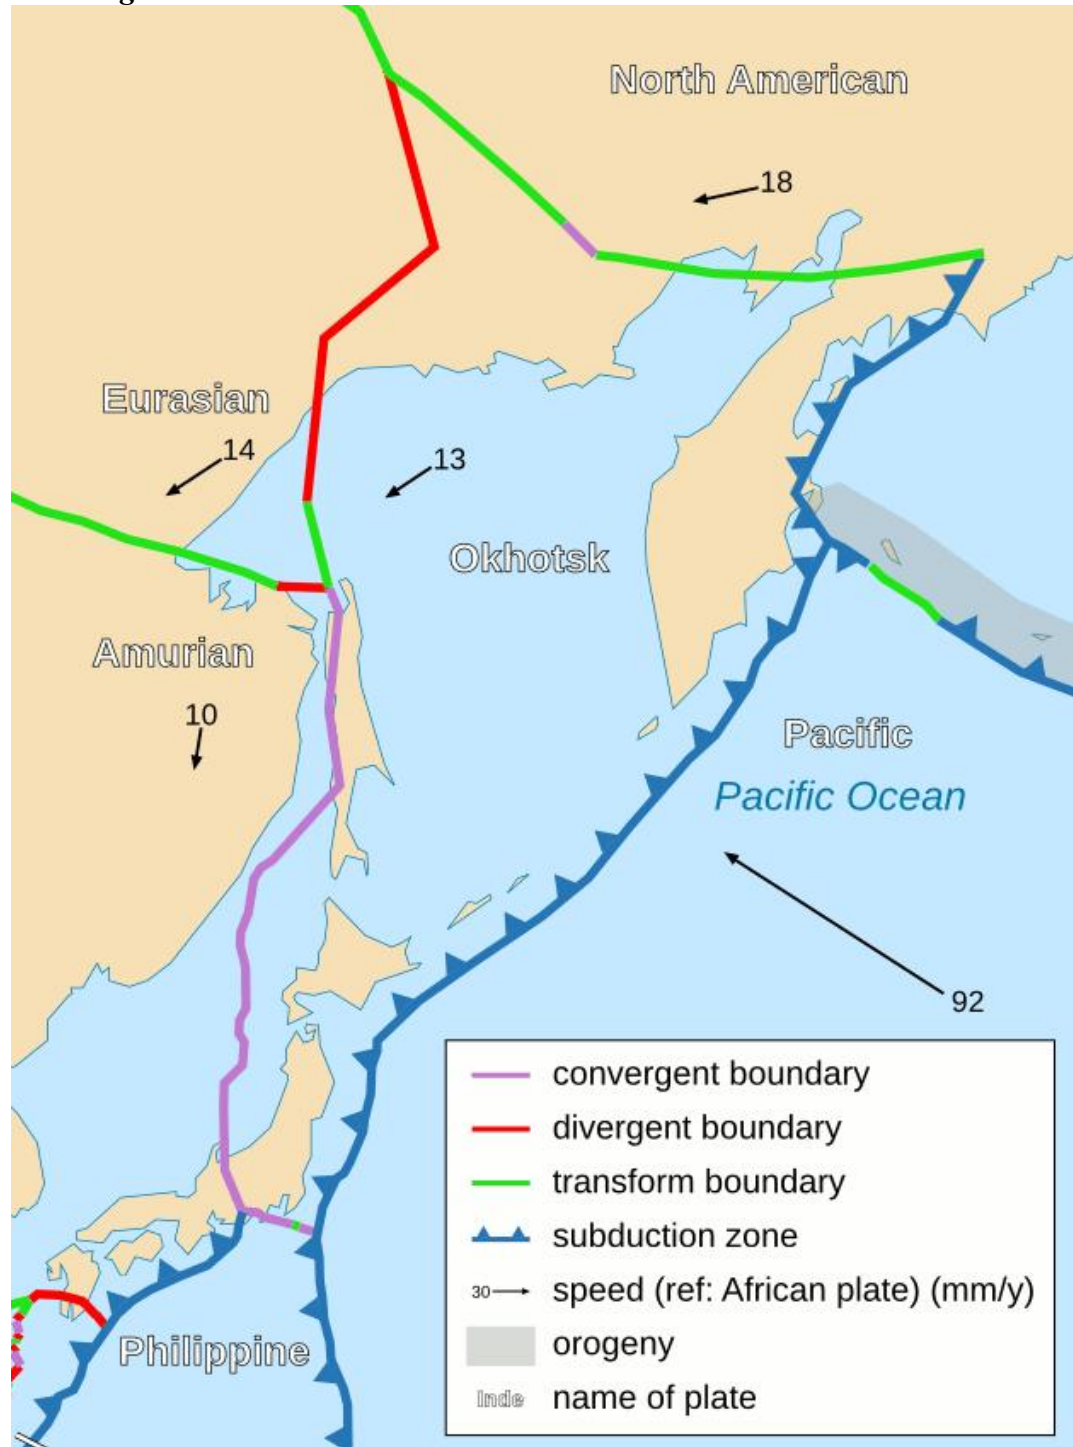 North American
18
Eurasian
14
13
Okhotsk
Amurian
10
Pacific
Pacific Ocean
92
convergent boundary
divergent boundary
transform boundary
subduction zone
30 speed (ref: African plate) (mm/y)
orogeny
Inde name of plate
Philippine